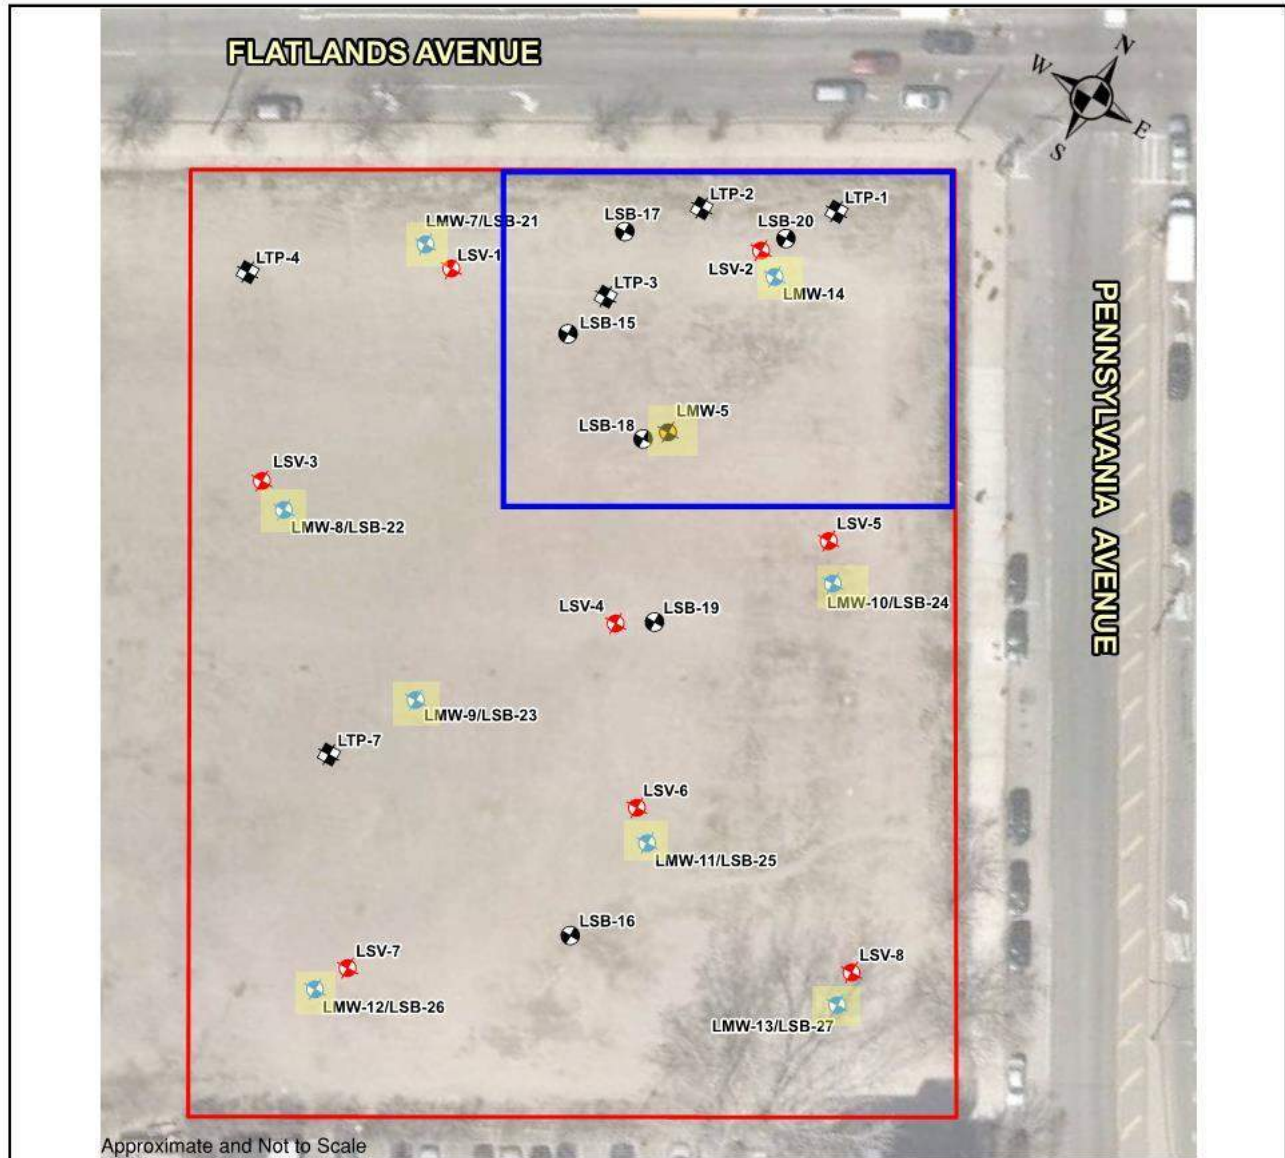 FLATLANDS AVENUE
N
W
E
S
LTP-2
LTP-1
LSB-17
LSB-20
LMW-7/LSB-21
LSV-1
LSV-2
LTP-4
LTP-3
LMW-14
LSB-15
LMW-5
LSB-18
PENNSYLVANIA AVENUE
LSV-3
LMW-8/LSB-22
LSV-5
LMW-10/LSB-24
LSV-4
LSB-19
LMW-9/LSB-23
LTP-7
LSV-6
LMW-11/LSB-25
LSB-16
LSV-7
LSV-8
LMW-12/LSB-26
LMW-13/LSB-27
Approximate and Not to Scale